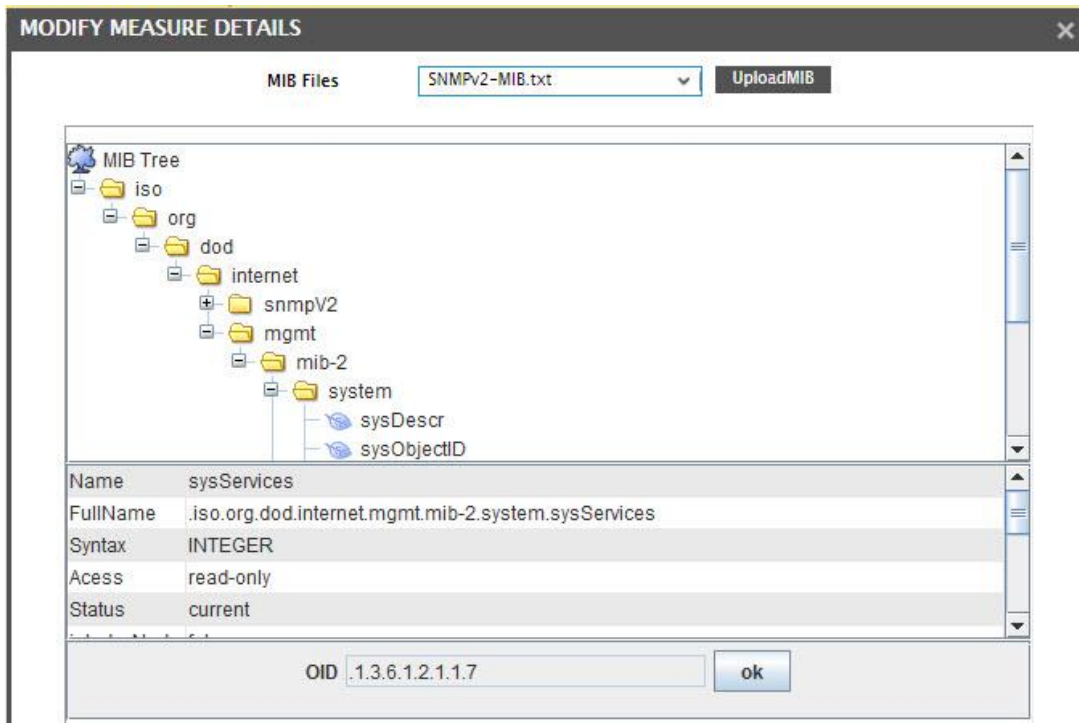 MODIFY MEASURE DETAILS
MIB Files SNMPv2-MIB.txt UploadMIB
MIB Tree
iso
org
dod
internet
snmpV2
mgmt
mib-2
system
sysDescr
sysObjectID
Name sysServices
FullName .iso.org.dod.internet.mgmt.mib-2.system.sysServices
Syntax INTEGER
Acess read-only
Status current
OID .1.3.6.1.2.1.1.7 ok